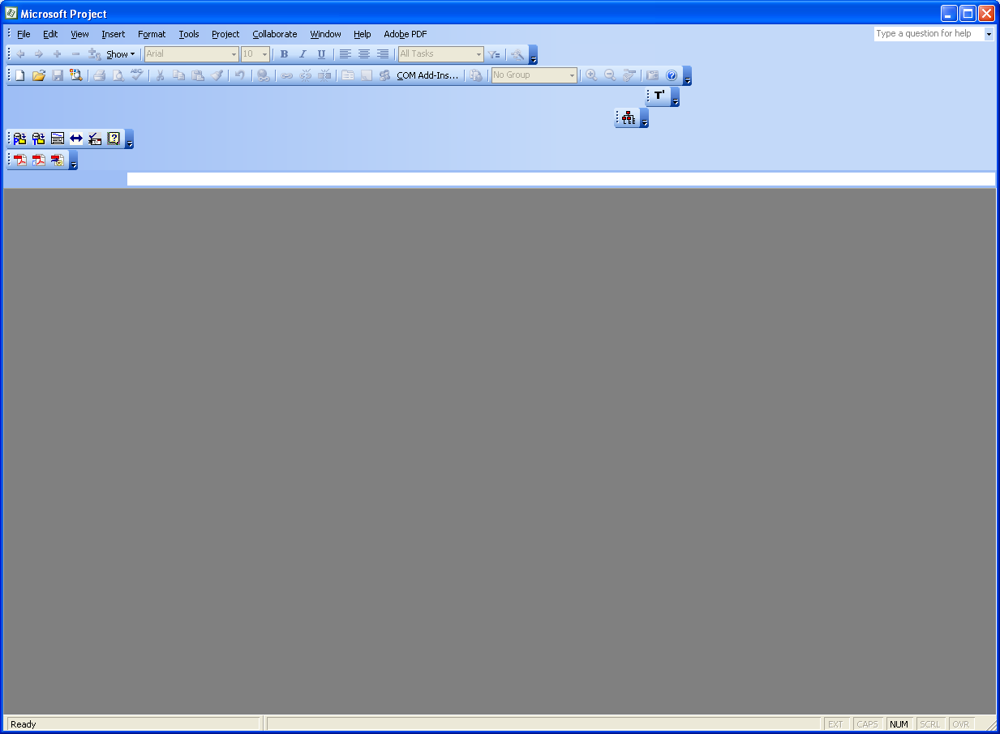 Microsoft Project
File Edit View Insert Format Tools Project Collaborate Window Help Adobe PDF Type a question for help
Show Arial 10 B I U All Tasks
ABC COM Add-Ins... No Group ?
T'
?
Ready EXT CAPS NUM SCRL OVR